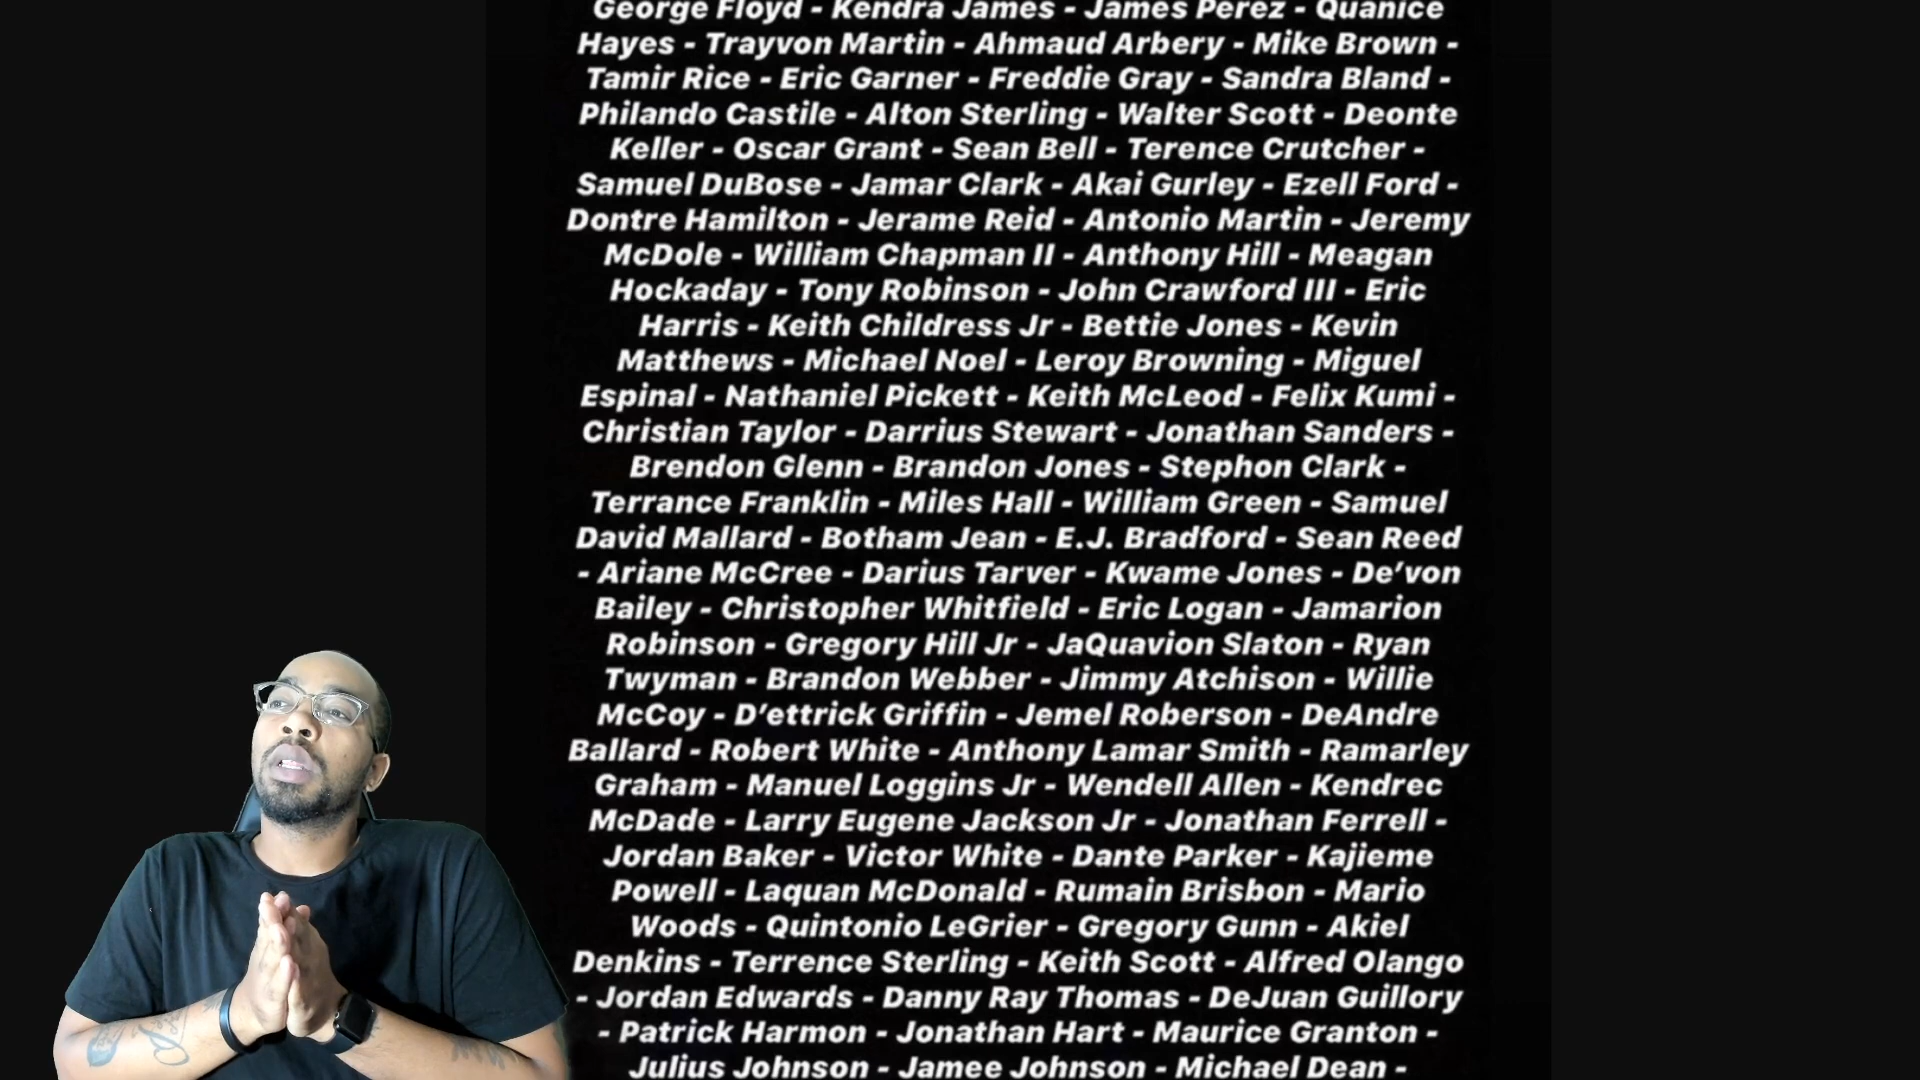 George Floyd - Kendra James - James Perez - Quanice
Hayes - Trayvon Martin - Ahmaud Arbery - Mike Brown -
Tamir Rice - Eric Garner - Freddie Gray - Sandra Bland -
Philando Castile - Alton Sterling - Walter Scott - Deonte
Keller - Oscar Grant - Sean Bell - Terence Crutcher -
Samuel DuBose - Jamar Clark - Akai Gurley - Ezell Ford -
Dontre Hamilton - Jerame Reid - Antonio Martin - Jeremy
McDole - William Chapman II - Anthony Hill - Meagan
Hockaday - Tony Robinson - John Crawford III - Eric
Harris - Keith Childress Jr - Bettie Jones - Kevin
Matthews - Michael Noel - Leroy Browning - Miguel
Espinal - Nathaniel Pickett - Keith McLeod - Felix Kumi -
Christian Taylor - Darrius Stewart - Jonathan Sanders -
Brendon Glenn - Brandon Jones - Stephon Clark -
Terrance Franklin - Miles Hall - William Green - Samuel
David Mallard - Botham Jean - E.J. Bradford - Sean Reed
- Ariane McCree - Darius Tarver - Kwame Jones - De’von
Bailey - Christopher Whitfield - Eric Logan - Jamarion
Robinson - Gregory Hill Jr - JaQuavion Slaton - Ryan
Twyman - Brandon Webber - Jimmy Atchison - Willie
McCoy - D’ettrick Griffin - Jemel Roberson - DeAndre
Ballard - Robert White - Anthony Lamar Smith - Ramarley
Graham - Manuel Loggins Jr - Wendell Allen - Kendrec
McDade - Larry Eugene Jackson Jr - Jonathan Ferrell -
Jordan Baker - Victor White - Dante Parker - Kajieme
Powell - Laquan McDonald - Rumain Brisbon - Mario
Woods - Quintonio LeGrier - Gregory Gunn - Akiel
Denkins - Terrence Sterling - Keith Scott - Alfred Olango
- Jordan Edwards - Danny Ray Thomas - DeJuan Guillory
- Patrick Harmon - Jonathan Hart - Maurice Granton -
Julius Johnson - Jamee Johnson - Michael Dean -